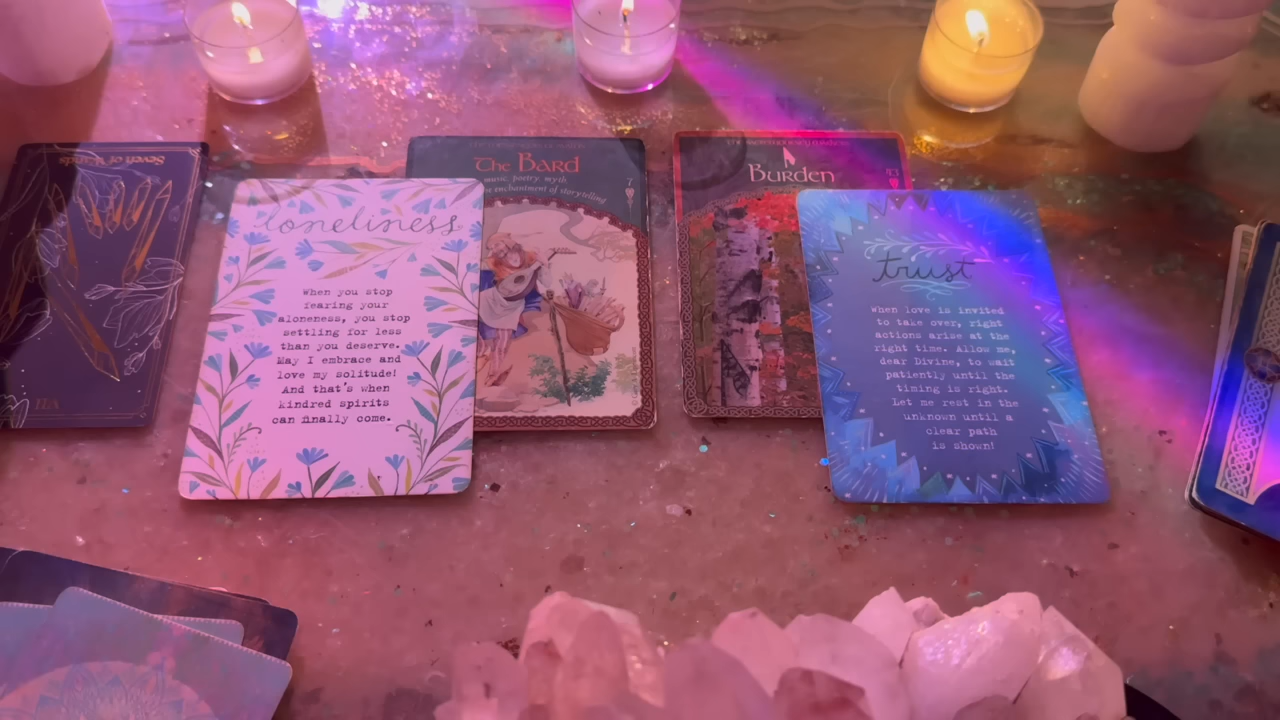 Seven of Wands
VII
loneliness
When you stop
fearing your
aloneness, you stop
settling for less
than you deserve.
May I embrace and
love my solitude!
And that's when
kindred spirits
can finally come.
The Bard
music, poetry, myth
enchantment of storytelling
7
Burden
43
trust
When love is invited
to take over, right
actions arise at the
right time. Allow me,
dear Divine, to wait
patiently until the
timing is right.
Let me rest in the
unknown until a
clear path
is shown!